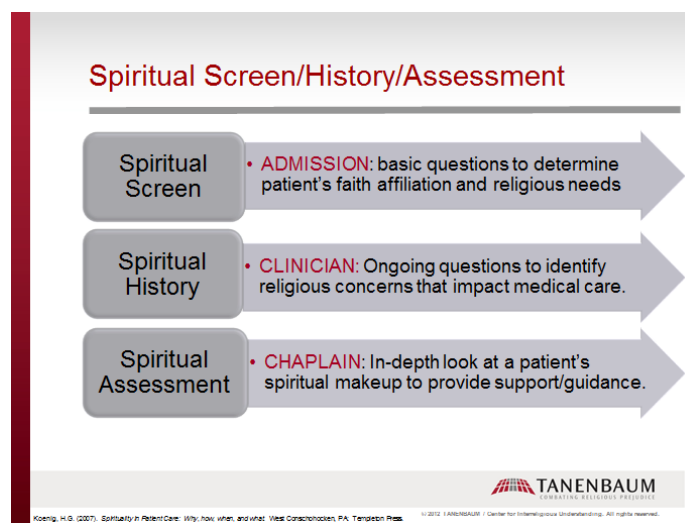 Spiritual Screen/History/Assessment
Spiritual
Screen
• ADMISSION: basic questions to determine
patient's faith affiliation and religious needs
Spiritual
History
• CLINICIAN: Ongoing questions to identify
religious concerns that impact medical care.
Spiritual
Assessment
• CHAPLAIN: In-depth look at a patient's
spiritual makeup to provide support/guidance.
TANENBAUM
COMBATING RELIGIOUS PREJUDICE
Koenig, H.G. (2007). Spirituality in Patient Care: Why, how, when, and what. West Conschohocken, PA: Templeton Press.
© 2012 TANENBAUM / Center for Interreligious Understanding. All rights reserved.